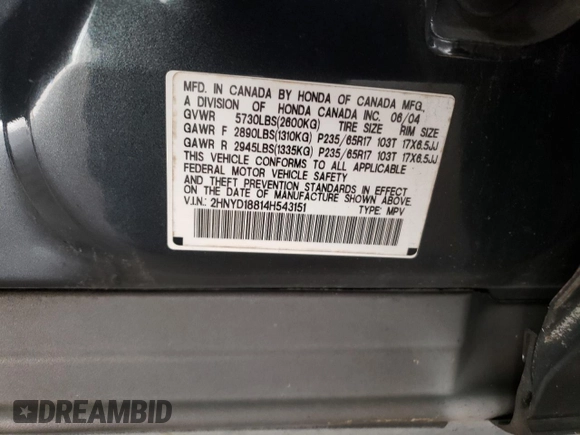 MFD. IN CANADA BY HONDA OF CANADA MFG.,
A DIVISION OF HONDA CANADA INC. 06/04
GVWR 5730LBS(2600KG) TIRE SIZE RIM SIZE
GAWR F 2890LBS(1310KG) P235/65R17 103T 17X6.5JJ
GAWR R 2945LBS(1335KG) P235/65R17 103T 17X6.5JJ
THIS VEHICLE CONFORMS TO ALL APPLICABLE
FEDERAL MOTOR VEHICLE SAFETY
AND THEFT PREVENTION STANDARDS IN EFFECT
ON THE DATE OF MANUFACTURE SHOWN ABOVE.
V.I.N.: 2HNYD18814H543151 TYPE: MPV
DREAMBID